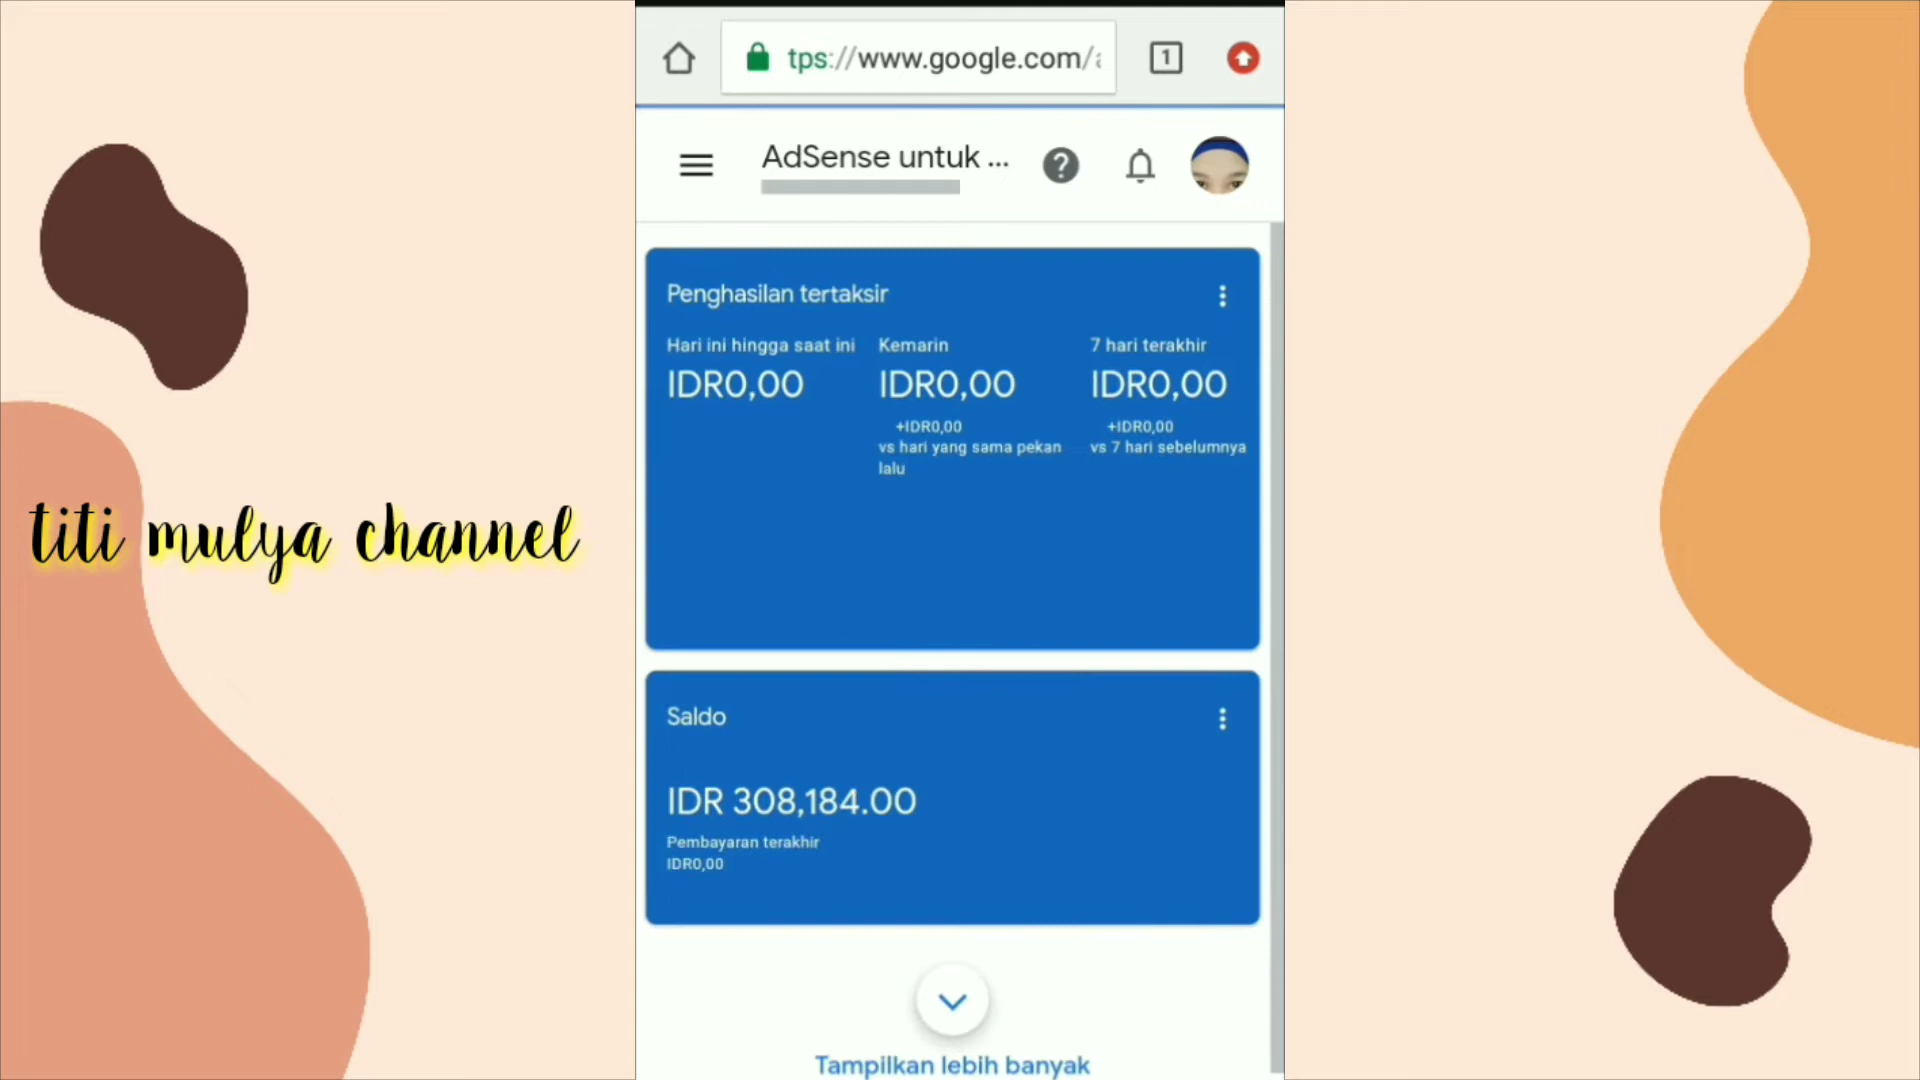 tps://www.google.com/
1
AdSense untuk ...
Penghasilan tertaksir
Hari ini hingga saat ini
IDR0,00
Kemarin
IDR0,00
+IDR0,00
vs hari yang sama pekan
lalu
7 hari terakhir
IDR0,00
+IDR0,00
vs 7 hari sebelumnya
titi mulya channel
Saldo
IDR 308,184.00
Pembayaran terakhir
IDR0,00
Tampilkan lebih banyak